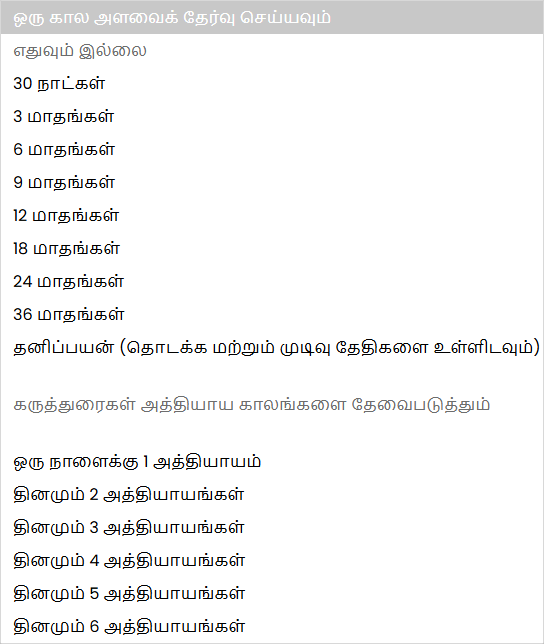 ஒரு கால அளவைக் தேர்வு செய்யவும்
எதுவும் இல்லை
30 நாட்கள்
3 மாதங்கள்
6 மாதங்கள்
9 மாதங்கள்
12 மாதங்கள்
18 மாதங்கள்
24 மாதங்கள்
36 மாதங்கள்
தனிப்பயன் (தொடக்க மற்றும் முடிவு தேதிகளை உள்ளிடவும்)
கருத்துரைகள் அத்தியாய காலங்களை தேவைபடுத்தும்
ஒரு நாளைக்கு 1 அத்தியாயம்
தினமும் 2 அத்தியாயங்கள்
தினமும் 3 அத்தியாயங்கள்
தினமும் 4 அத்தியாயங்கள்
தினமும் 5 அத்தியாயங்கள்
தினமும் 6 அத்தியாயங்கள்